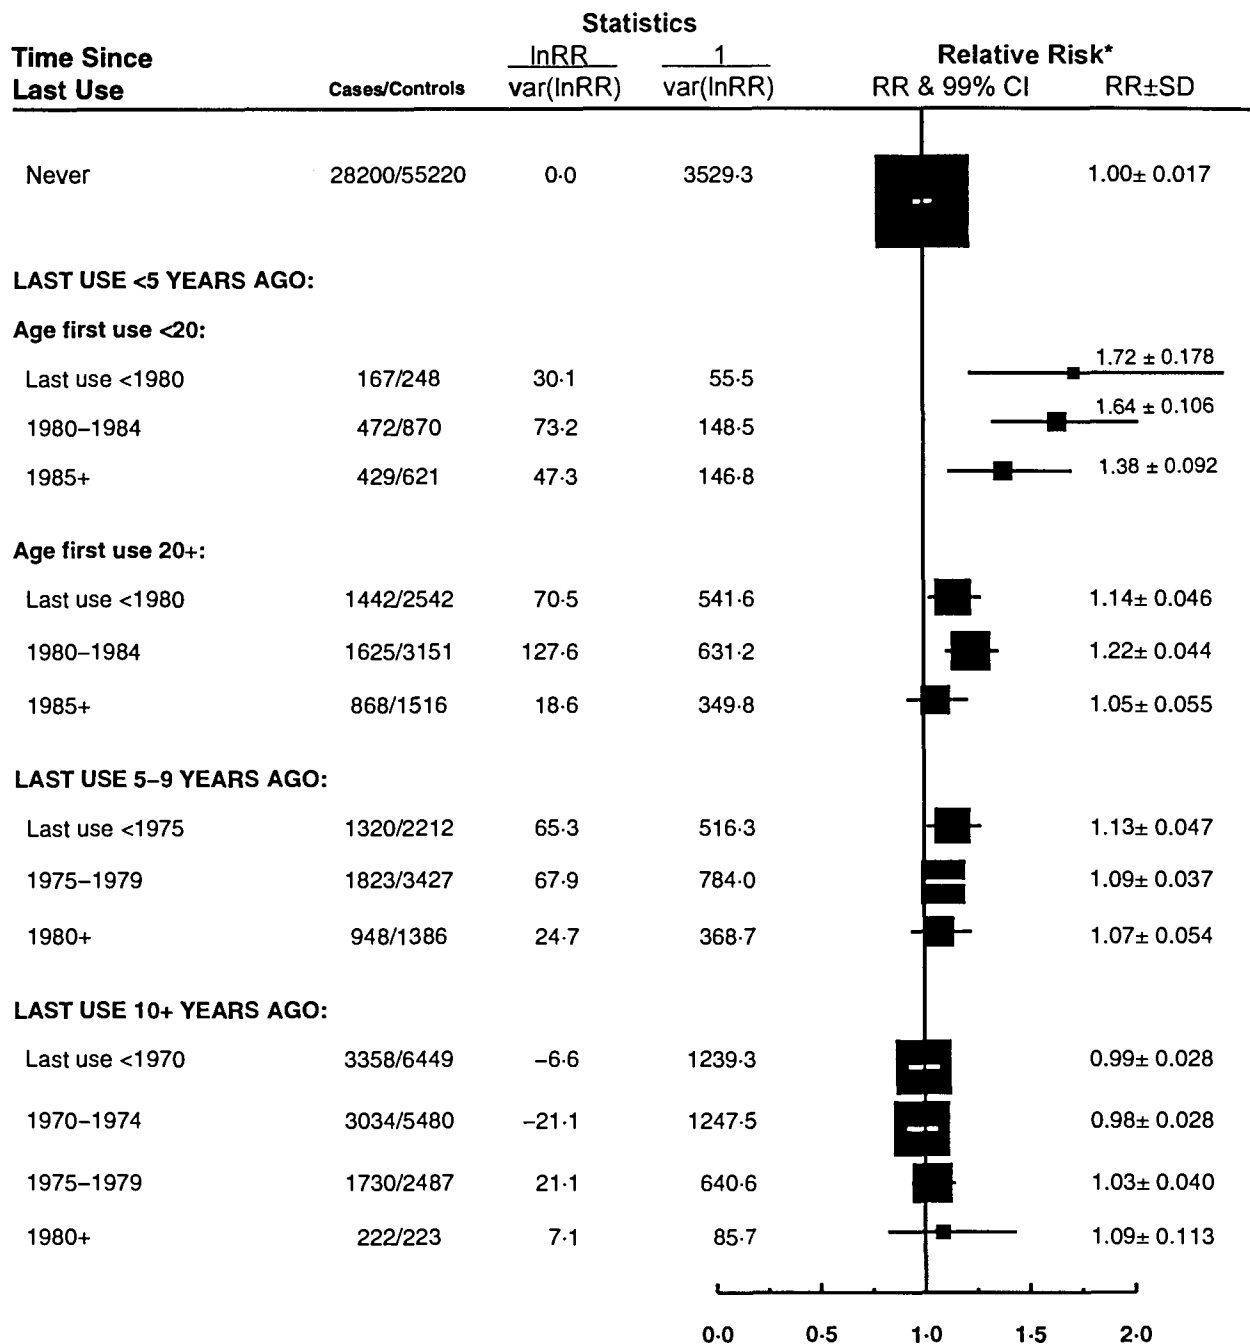 Statistics
Time Since Last Use
Cases/Controls
lnRR
var(lnRR)
1
var(lnRR)
Relative Risk*
RR & 99% CI RR±SD
Never 28200/55220 0·0 3529·3 1.00± 0.017
LAST USE <5 YEARS AGO:
Age first use <20:
Last use <1980 167/248 30·1 55·5 1.72 ± 0.178
1980–1984 472/870 73·2 148·5 1.64 ± 0.106
1985+ 429/621 47·3 146·8 1.38 ± 0.092
Age first use 20+:
Last use <1980 1442/2542 70·5 541·6 1.14± 0.046
1980–1984 1625/3151 127·6 631·2 1.22± 0.044
1985+ 868/1516 18·6 349·8 1.05± 0.055
LAST USE 5–9 YEARS AGO:
Last use <1975 1320/2212 65·3 516·3 1.13± 0.047
1975–1979 1823/3427 67·9 784·0 1.09± 0.037
1980+ 948/1386 24·7 368·7 1.07± 0.054
LAST USE 10+ YEARS AGO:
Last use <1970 3358/6449 –6·6 1239·3 0.99± 0.028
1970–1974 3034/5480 –21·1 1247·5 0.98± 0.028
1975–1979 1730/2487 21·1 640·6 1.03± 0.040
1980+ 222/223 7·1 85·7 1.09± 0.113
0·0 0·5 1·0 1·5 2·0